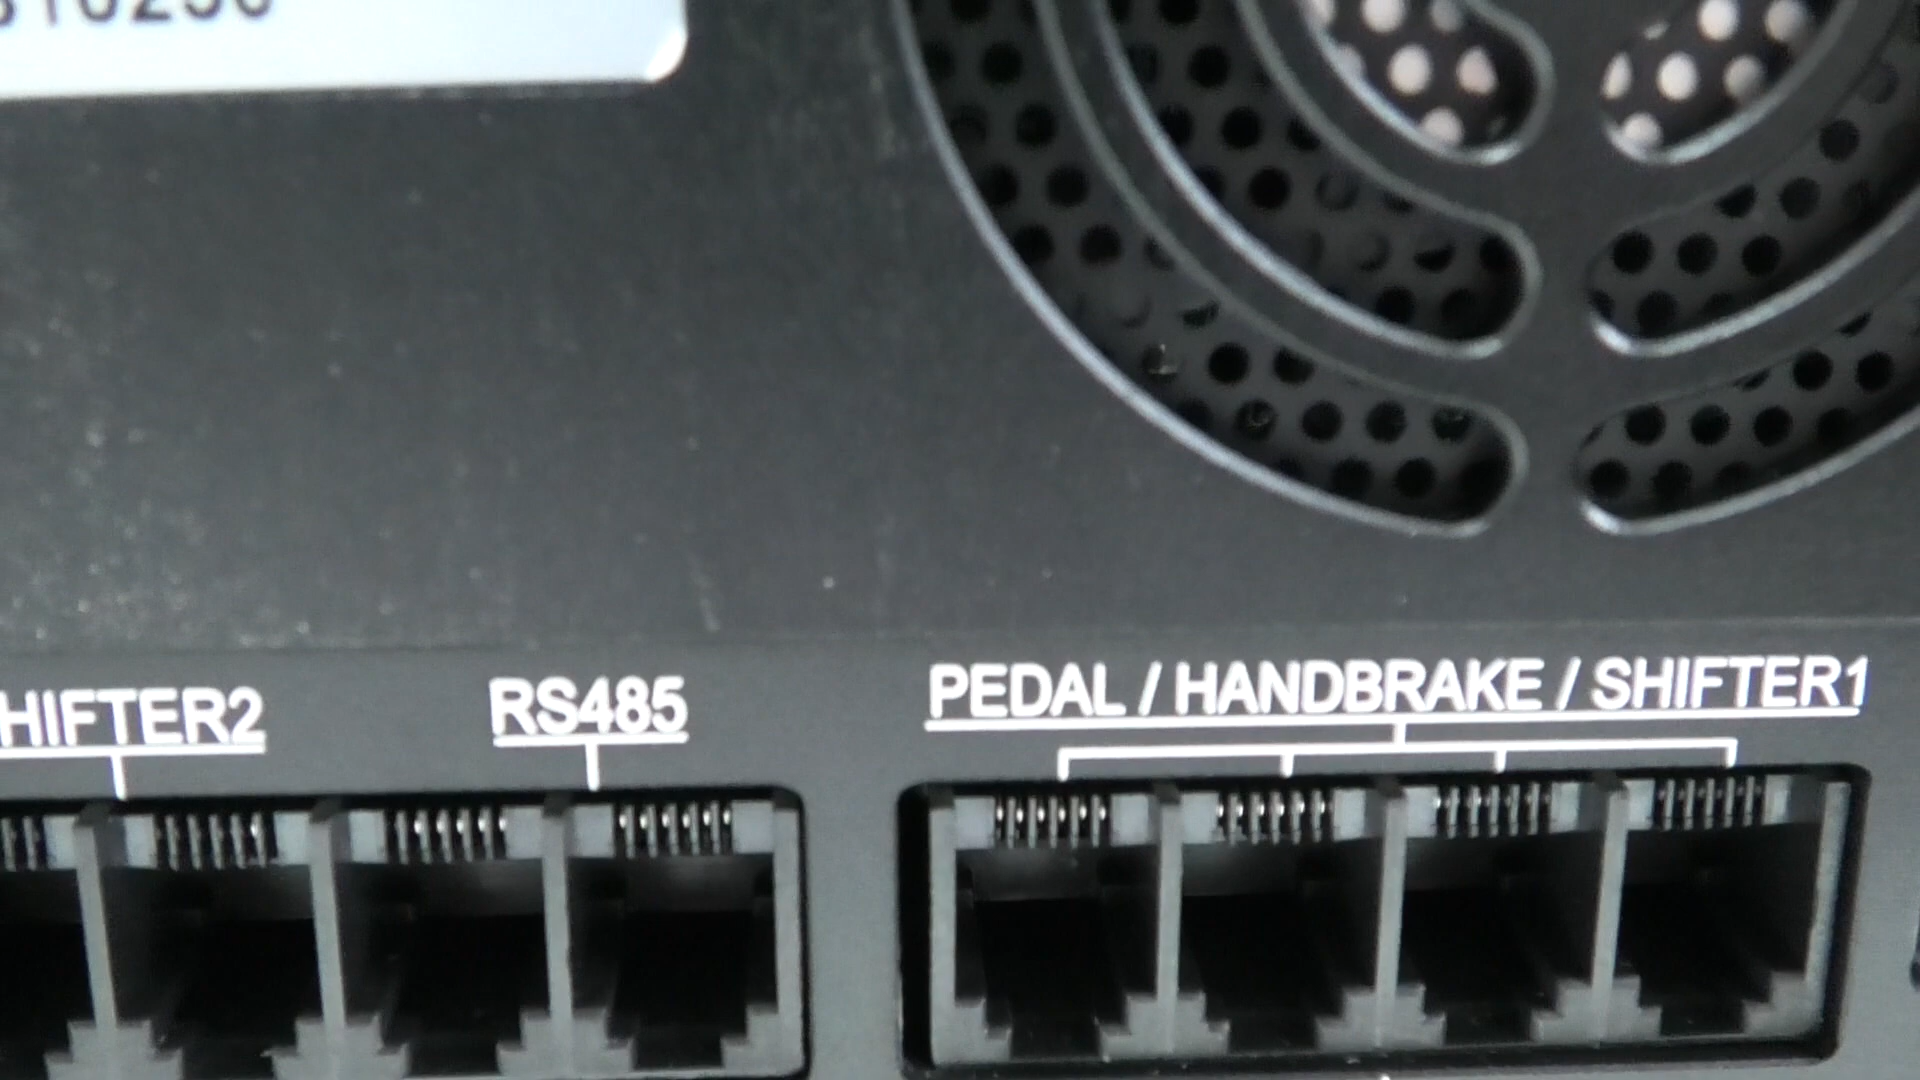 HIFTER2
RS485
PEDAL / HANDBRAKE / SHIFTER1